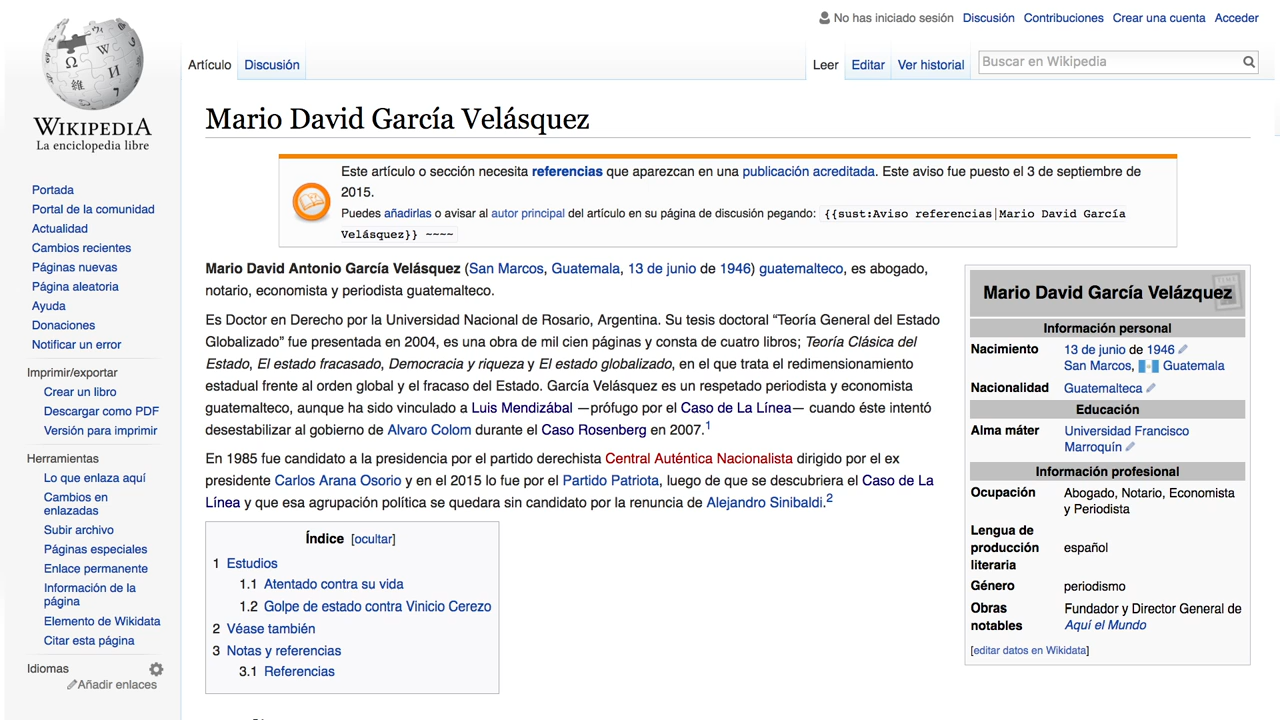 No has iniciado sesión Discusión Contribuciones Crear una cuenta Acceder
Artículo Discusión Leer Editar Ver historial Buscar en Wikipedia
WIKIPEDIA
La enciclopedia libre
Portada
Portal de la comunidad
Actualidad
Cambios recientes
Páginas nuevas
Página aleatoria
Ayuda
Donaciones
Notificar un error
Imprimir/exportar
Crear un libro
Descargar como PDF
Versión para imprimir
Herramientas
Lo que enlaza aquí
Cambios en
enlazadas
Subir archivo
Páginas especiales
Enlace permanente
Información de la
página
Elemento de Wikidata
Citar esta página
Idiomas
Añadir enlaces
Mario David García Velásquez
Este artículo o sección necesita referencias que aparezcan en una publicación acreditada. Este aviso fue puesto el 3 de septiembre de
2015.
Puedes añadirlas o avisar al autor principal del artículo en su página de discusión pegando: {{sust:Aviso referencias|Mario David García
Velásquez}} ~~~~
Mario David Antonio García Velásquez (San Marcos, Guatemala, 13 de junio de 1946) guatemalteco, es abogado,
notario, economista y periodista guatemalteco.
Es Doctor en Derecho por la Universidad Nacional de Rosario, Argentina. Su tesis doctoral “Teoría General del Estado
Globalizado” fue presentada en 2004, es una obra de mil cien páginas y consta de cuatro libros; Teoría Clásica del
Estado, El estado fracasado, Democracia y riqueza y El estado globalizado, en el que trata el redimensionamiento
estadual frente al orden global y el fracaso del Estado. García Velásquez es un respetado periodista y economista
guatemalteco, aunque ha sido vinculado a Luis Mendizábal —prófugo por el Caso de La Línea— cuando éste intentó
desestabilizar al gobierno de Alvaro Colom durante el Caso Rosenberg en 2007.1
En 1985 fue candidato a la presidencia por el partido derechista Central Auténtica Nacionalista dirigido por el ex
presidente Carlos Arana Osorio y en el 2015 lo fue por el Partido Patriota, luego de que se descubriera el Caso de La
Línea y que esa agrupación política se quedara sin candidato por la renuncia de Alejandro Sinibaldi.2
Índice [ocultar]
1 Estudios
1.1 Atentado contra su vida
1.2 Golpe de estado contra Vinicio Cerezo
2 Véase también
3 Notas y referencias
3.1 Referencias
Mario David García Velázquez
Información personal
Nacimiento 13 de junio de 1946
San Marcos, Guatemala
Nacionalidad Guatemalteca
Educación
Alma máter Universidad Francisco
Marroquín
Información profesional
Ocupación Abogado, Notario, Economista
y Periodista
Lengua de
producción español
literaria
Género periodismo
Obras Fundador y Director General de
notables Aquí el Mundo
[editar datos en Wikidata]